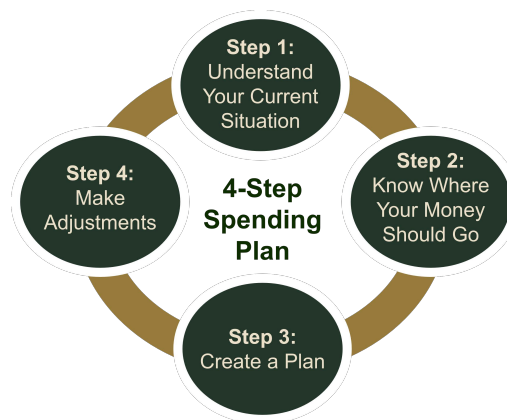 Step 1:
Understand
Your Current
Situation
Step 2:
Know Where
Your Money
Should Go
Step 3:
Create a Plan
Step 4:
Make
Adjustments
4-Step
Spending
Plan